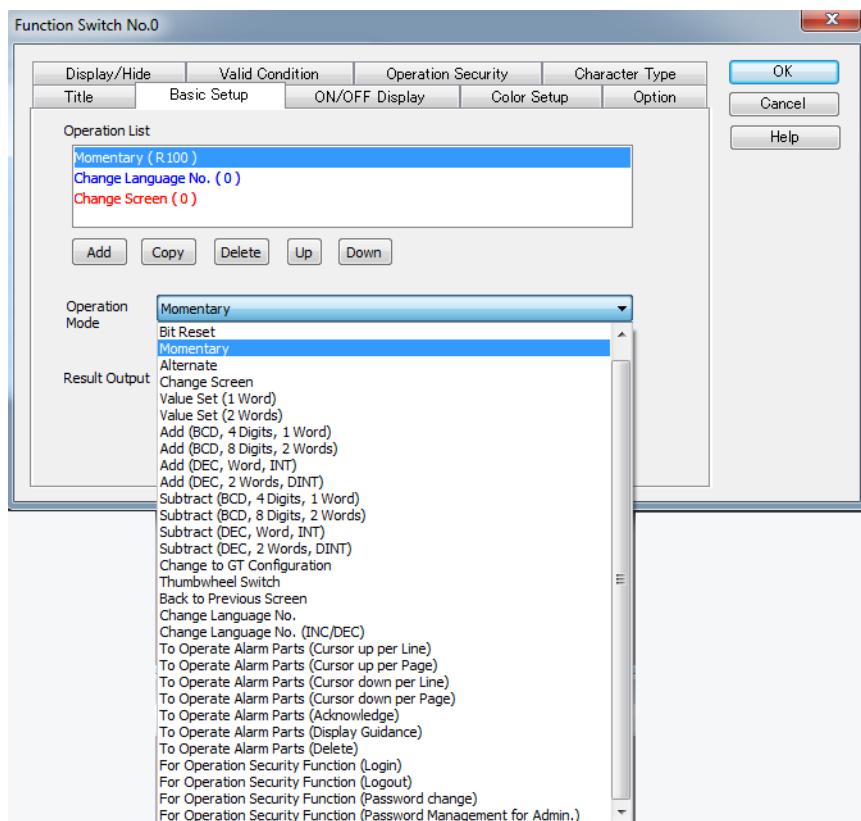 Function Switch No.0
Display/Hide Valid Condition Operation Security Character Type
Title Basic Setup ON/OFF Display Color Setup Option
OK
Cancel
Help
Operation List
Momentary ( R100 )
Change Language No. ( 0 )
Change Screen ( 0 )
Add Copy Delete Up Down
Operation Mode
Momentary
Result Output
Bit Reset
Momentary
Alternate
Change Screen
Value Set (1 Word)
Value Set (2 Words)
Add (BCD, 4 Digits, 1 Word)
Add (BCD, 8 Digits, 2 Words)
Add (DEC, Word, INT)
Add (DEC, 2 Words, DINT)
Subtract (BCD, 4 Digits, 1 Word)
Subtract (BCD, 8 Digits, 2 Words)
Subtract (DEC, Word, INT)
Subtract (DEC, 2 Words, DINT)
Change to GT Configuration
Thumbwheel Switch
Back to Previous Screen
Change Language No.
Change Language No. (INC/DEC)
To Operate Alarm Parts (Cursor up per Line)
To Operate Alarm Parts (Cursor up per Page)
To Operate Alarm Parts (Cursor down per Line)
To Operate Alarm Parts (Cursor down per Page)
To Operate Alarm Parts (Acknowledge)
To Operate Alarm Parts (Display Guidance)
To Operate Alarm Parts (Delete)
For Operation Security Function (Login)
For Operation Security Function (Logout)
For Operation Security Function (Password change)
For Operation Security Function (Password Management for Admin.)